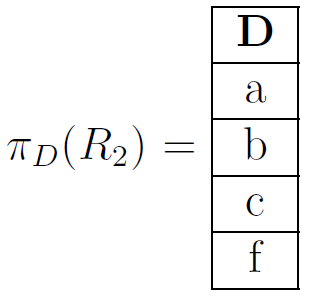 D
a
π_D(R_2) = b
c
f